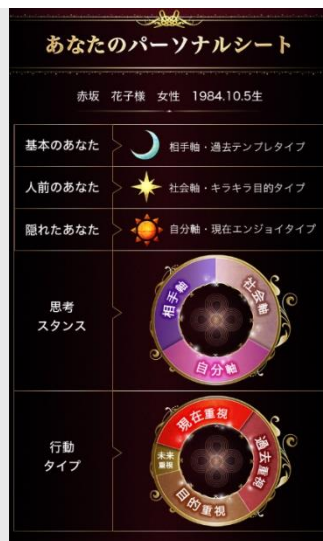 あなたのパーソナルシート
赤坂 花子様 女性 1984.10.5生
基本のあなた
相手軸・過去テンプレタイプ
人前のあなた
社会軸・キラキラ目的タイプ
隠れたあなた
自分軸・現在エンジョイタイプ
思考
スタンス
相手軸
社会軸
自分軸
行動
タイプ
現在重視
未来
重視
過去重視
目的重視